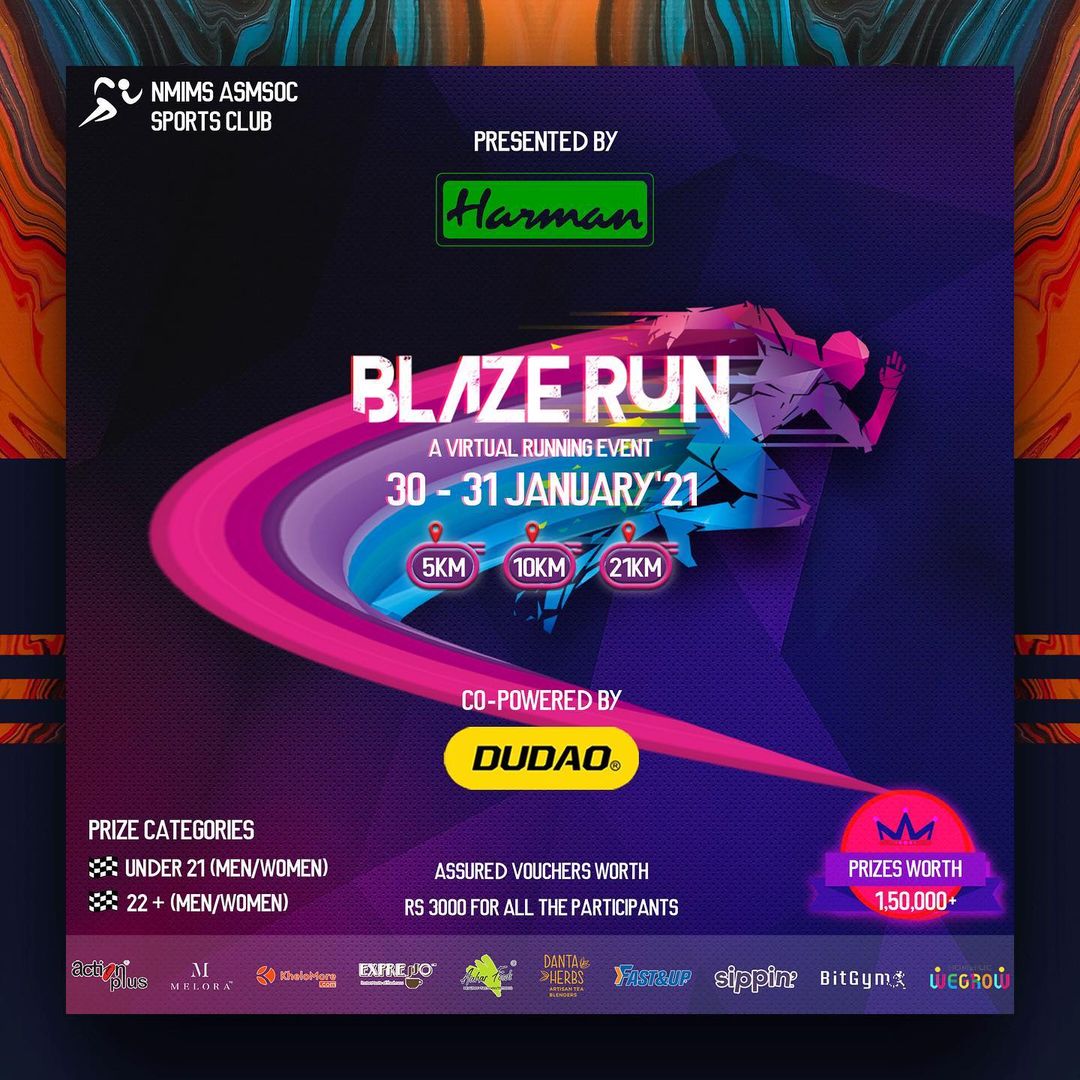 NMIMS ASMSOC
SPORTS CLUB
PRESENTED BY
Harman
BLAZE RUN
A VIRTUAL RUNNING EVENT
30 - 31 JANUARY'21
5KM 10KM 21KM
CO-POWERED BY
DUDAO®
PRIZE CATEGORIES
UNDER 21 (MEN/WOMEN)
22 + (MEN/WOMEN)
ASSURED VOUCHERS WORTH
RS 3000 FOR ALL THE PARTICIPANTS
PRIZES WORTH
1,50,000+
action plus
M
MELORA™
KheloMore
DANTA HERBS
ARTISAN TEA
BLENDERS
FAST&UP
sippin'
BitGym
WEGROW